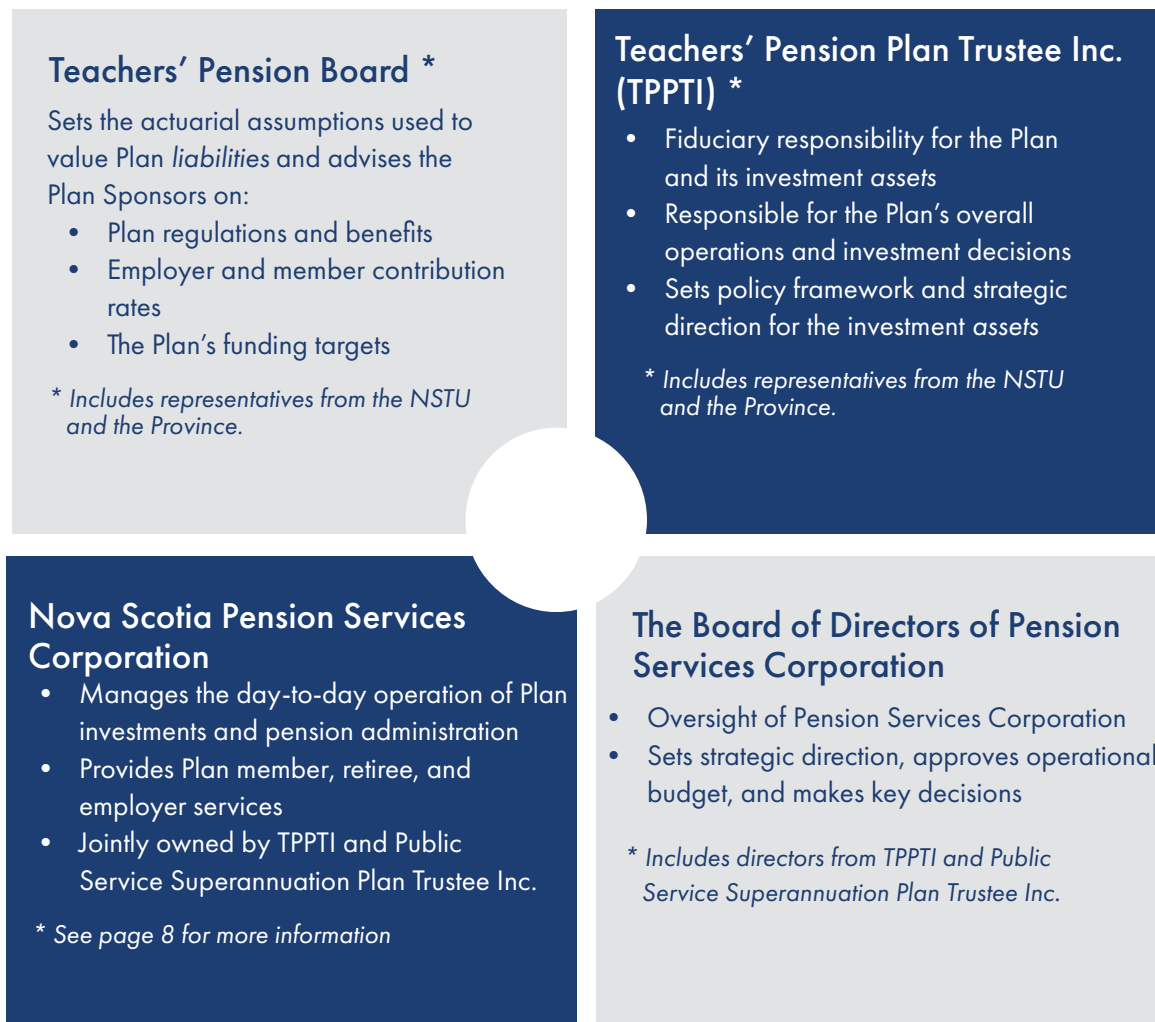 Teachers’ Pension Board *
Sets the actuarial assumptions used to
value Plan liabilities and advises the
Plan Sponsors on:
• Plan regulations and benefits
• Employer and member contribution
rates
• The Plan’s funding targets
* Includes representatives from the NSTU
and the Province.
Teachers’ Pension Plan Trustee Inc.
(TPPTI) *
• Fiduciary responsibility for the Plan
and its investment assets
• Responsible for the Plan’s overall
operations and investment decisions
• Sets policy framework and strategic
direction for the investment assets
* Includes representatives from the NSTU
and the Province.
Nova Scotia Pension Services
Corporation
• Manages the day-to-day operation of Plan
investments and pension administration
• Provides Plan member, retiree, and
employer services
• Jointly owned by TPPTI and Public
Service Superannuation Plan Trustee Inc.
* See page 8 for more information
The Board of Directors of Pension
Services Corporation
• Oversight of Pension Services Corporation
• Sets strategic direction, approves operational
budget, and makes key decisions
* Includes directors from TPPTI and Public
Service Superannuation Plan Trustee Inc.